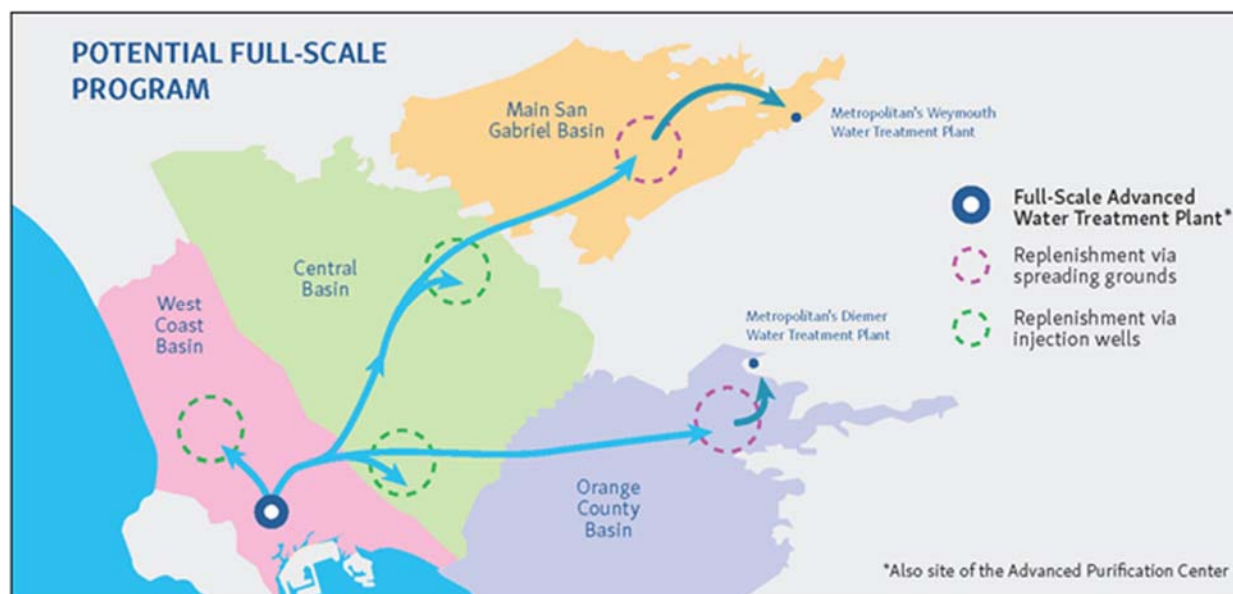 POTENTIAL FULL-SCALE
PROGRAM
Main San
Gabriel Basin
Metropolitan's Weymouth
Water Treatment Plant
Full-Scale Advanced
Water Treatment Plant*
Replenishment via
spreading grounds
Replenishment via
injection wells
Central
Basin
West
Coast
Basin
Metropolitan's Diemer
Water Treatment Plant
Orange
County
Basin
*Also site of the Advanced Purification Center